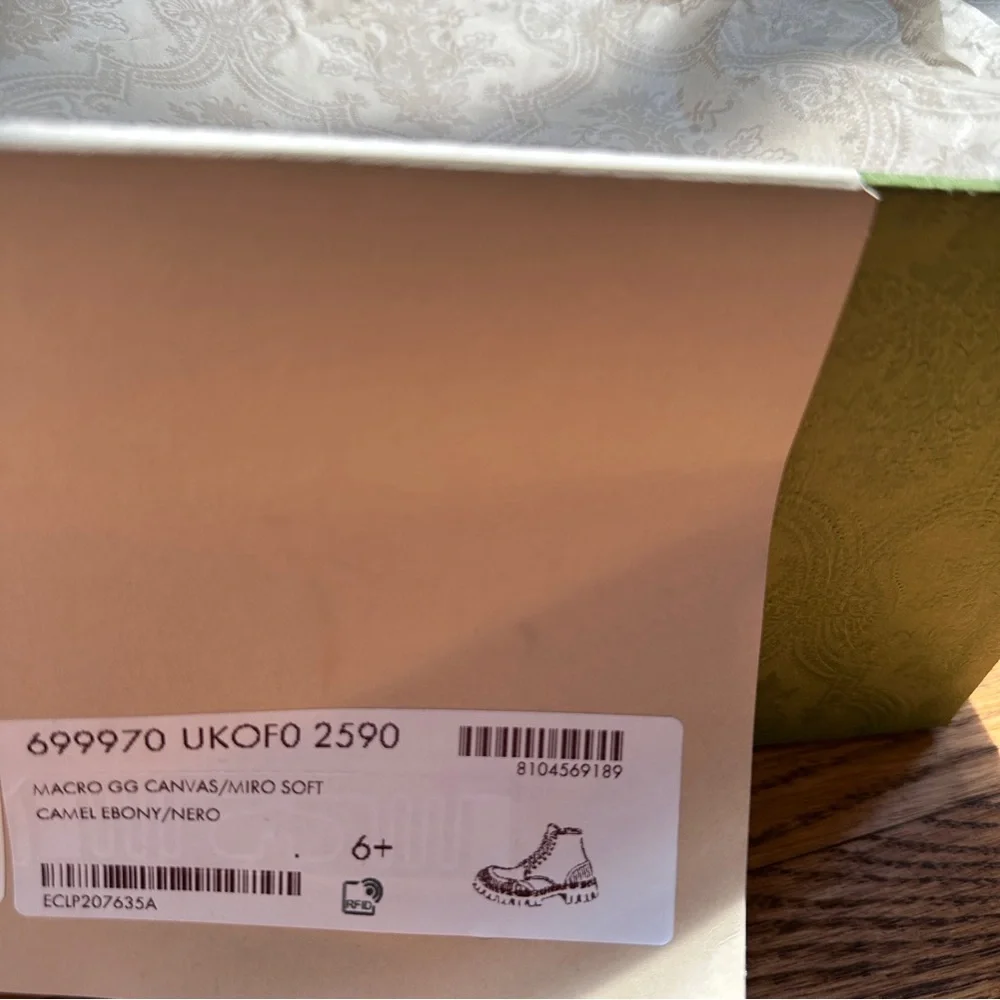 699970 UKOF0 2590
8104569189
MACRO GG CANVAS/MIRO SOFT
CAMEL EBONY/NERO
6+
RFID
ECLP207635A